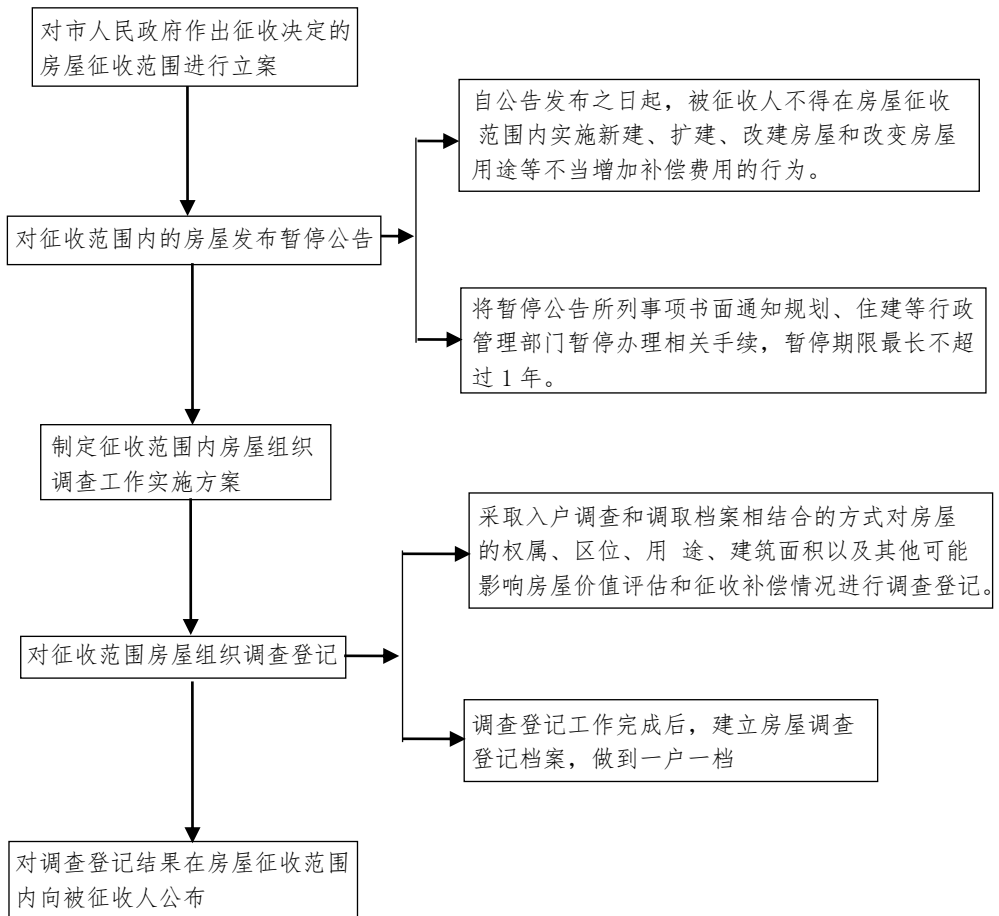 对市人民政府作出征收决定的
房屋征收范围进行立案
自公告发布之日起，被征收人不得在房屋征收
范围内实施新建、扩建、改建房屋和改变房屋
用途等不当增加补偿费用的行为。
对征收范围内的房屋发布暂停公告
将暂停公告所列事项书面通知规划、住建等行政
管理部门暂停办理相关手续，暂停期限最长不超
过1年。
制定征收范围内房屋组织
调查工作实施方案
采取入户调查和调取档案相结合的方式对房屋
的权属、区位、用 途、建筑面积以及其他可能
影响房屋价值评估和征收补偿情况进行调查登记。
对征收范围房屋组织调查登记
调查登记工作完成后，建立房屋调查
登记档案，做到一户一档
对调查登记结果在房屋征收范围
内向被征收人公布